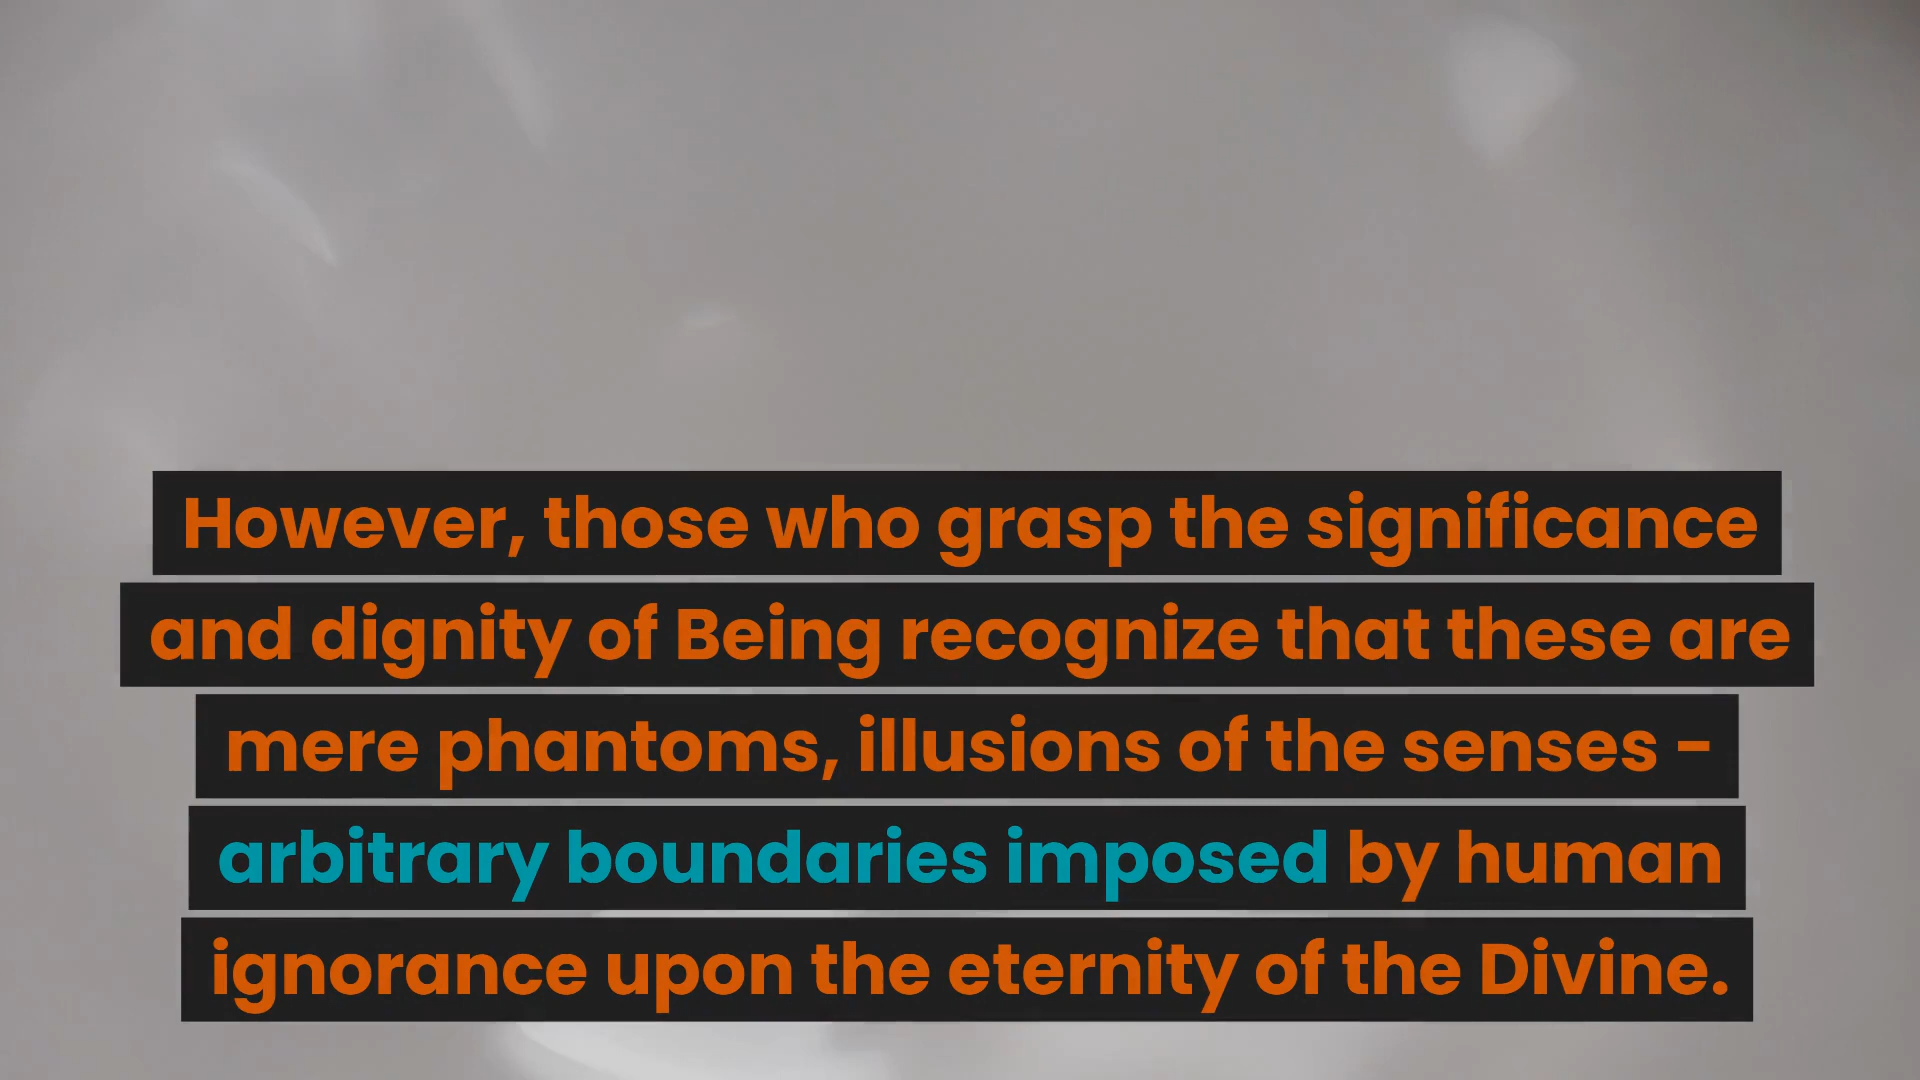 However, those who grasp the significance
and dignity of Being recognize that these are
mere phantoms, illusions of the senses -
arbitrary boundaries imposed by human
ignorance upon the eternity of the Divine.